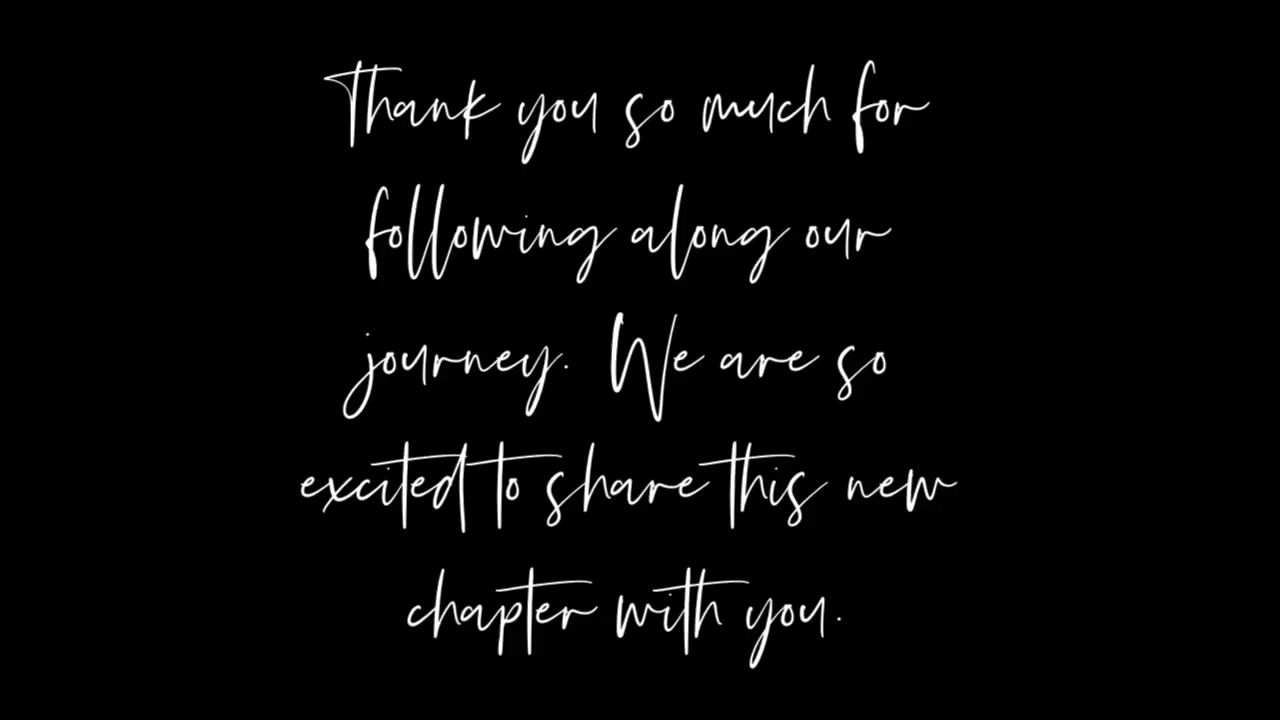 Thank you so much for
following along our
journey. We are so
excited to share this new
chapter with you.